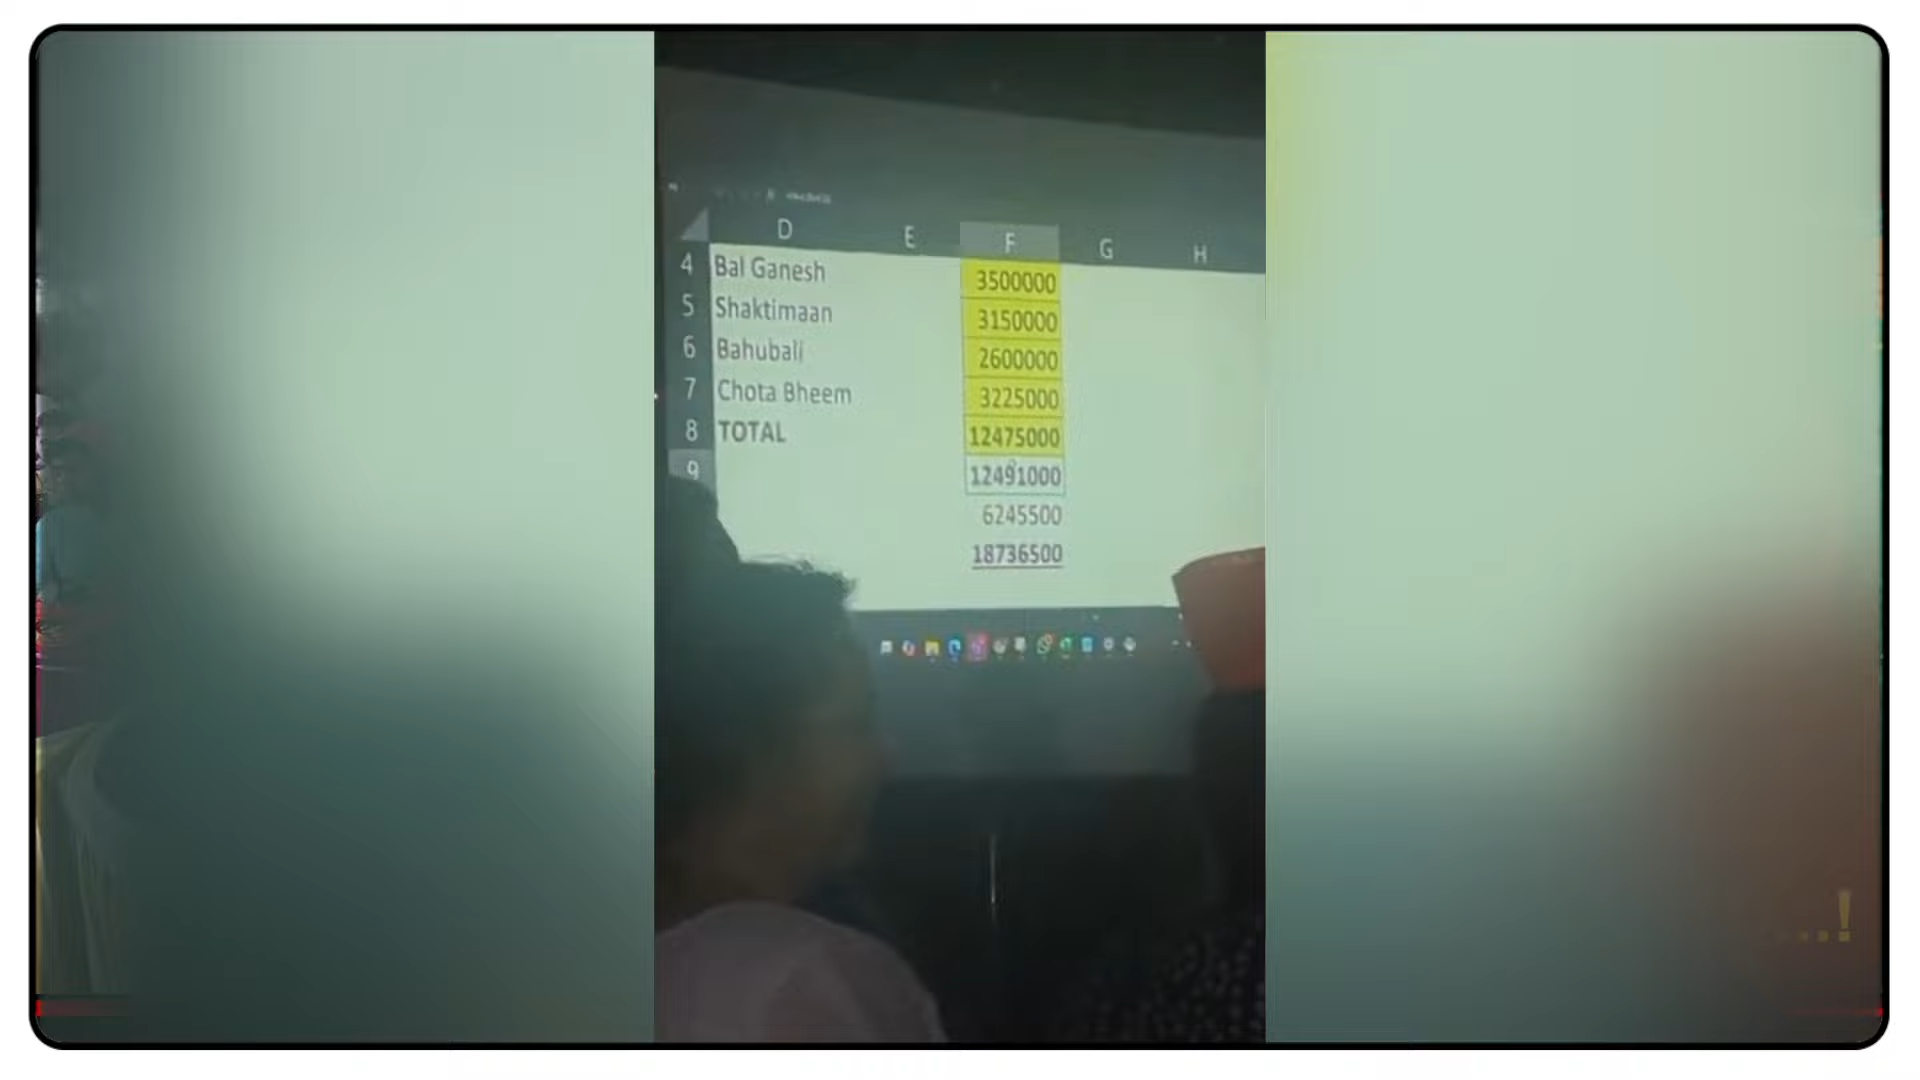 D E F G H
4 Bal Ganesh 3500000
5 Shaktimaan 3150000
6 Bahubali 2600000
7 Chota Bheem 3225000
8 TOTAL 12475000
9 12491000
6245500
18736500
...!